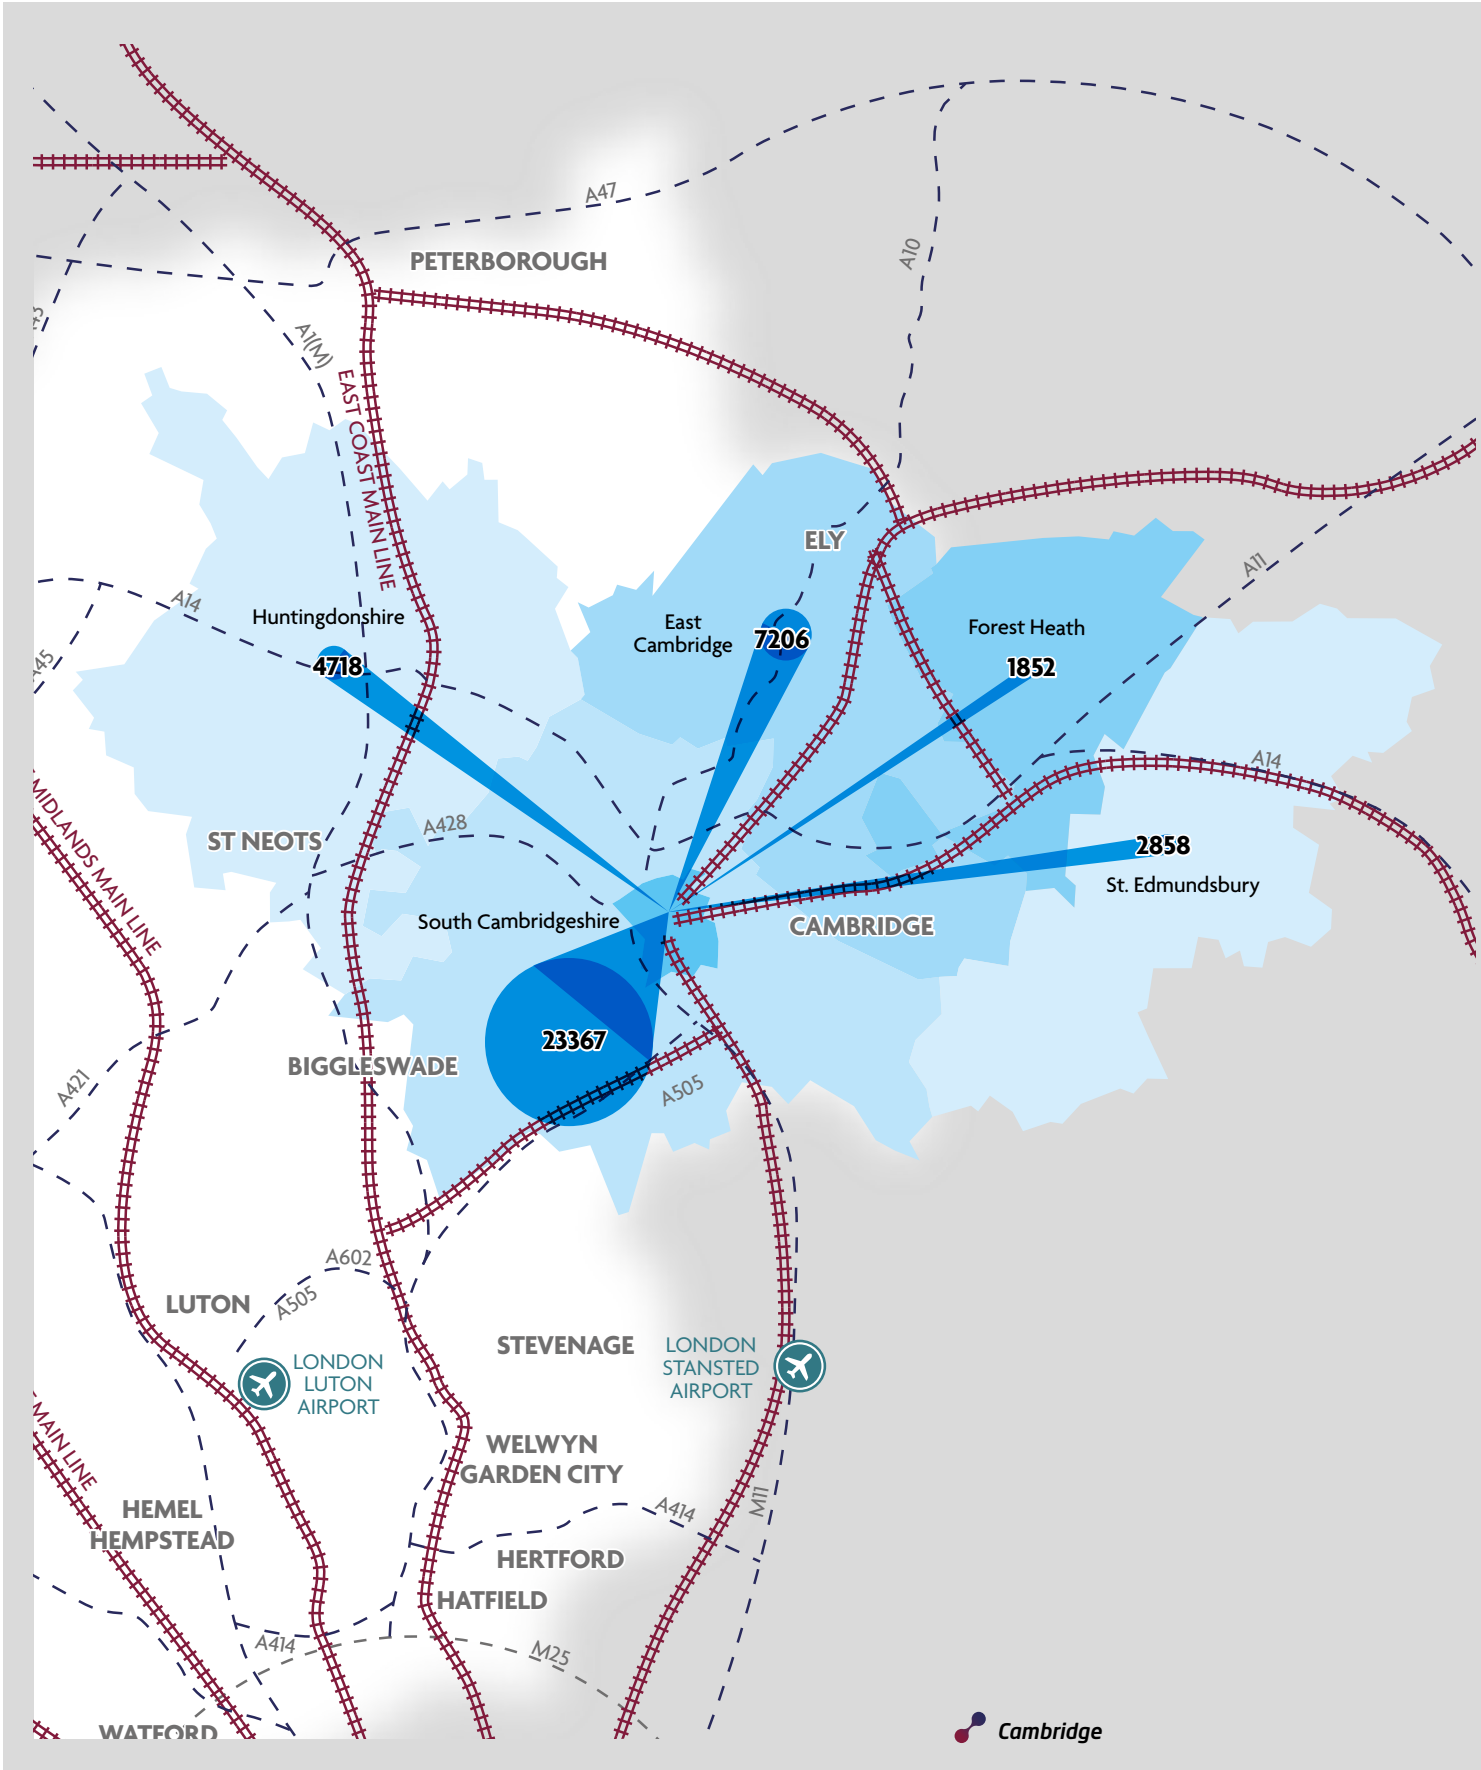 A47
A10
PETERBOROUGH
A1(M)
EAST COAST MAIN LINE
ELY
A11
A14
Huntingdonshire
East
Cambridge
7206
Forest Heath
1852
4718
A45
A14
MIDLANDS MAIN LINE
A428
ST NEOTS
2858
St. Edmundsbury
South Cambridgeshire
CAMBRIDGE
23367
BIGGLESWADE
A421
A505
A602
LUTON
A505
STEVENAGE
LONDON
STANSTED
AIRPORT
LONDON
LUTON
AIRPORT
MAIN LINE
WELWYN
GARDEN CITY
HEMEL
HEMPSTEAD
A414
M11
HERTFORD
HATFIELD
A414
M25
WATFORD
Cambridge